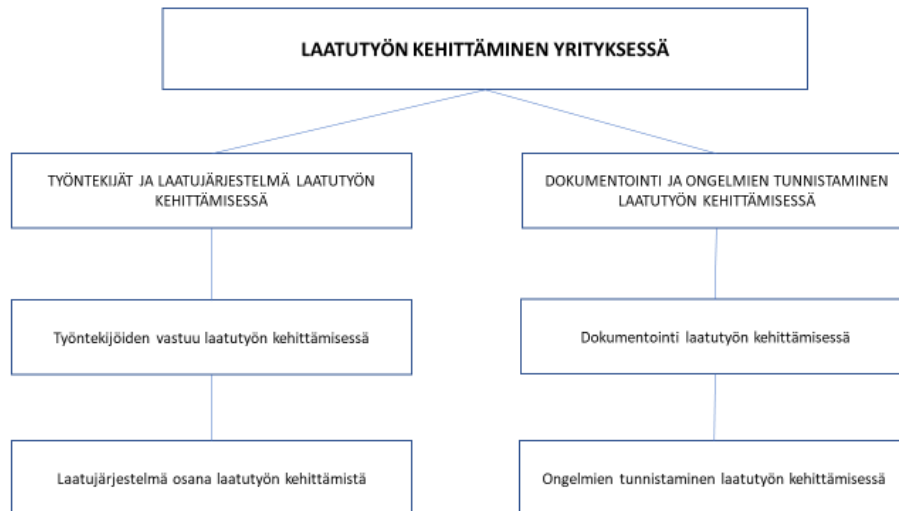 LAATUTYÖN KEHITTÄMINEN YRITYKSESSÄ
TYÖNTEKIJÄT JA LAATUJÄRJESTELMÄ LAATUTYÖN
KEHITTÄMISESSÄ
DOKUMENTOINTI JA ONGELMIEN TUNNISTAMINEN
LAATUTYÖN KEHITTÄMISESSÄ
Työntekijöiden vastuu laatutyön kehittämisessä
Dokumentointi laatutyön kehittämisessä
Laatujärjestelmä osana laatutyön kehittämistä
Ongelmien tunnistaminen laatutyön kehittämisessä